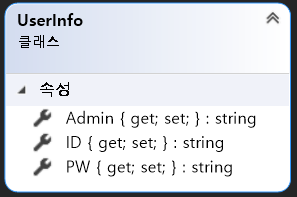 UserInfo
클래스
속성
Admin { get; set; } : string
ID { get; set; } : string
PW { get; set; } : string